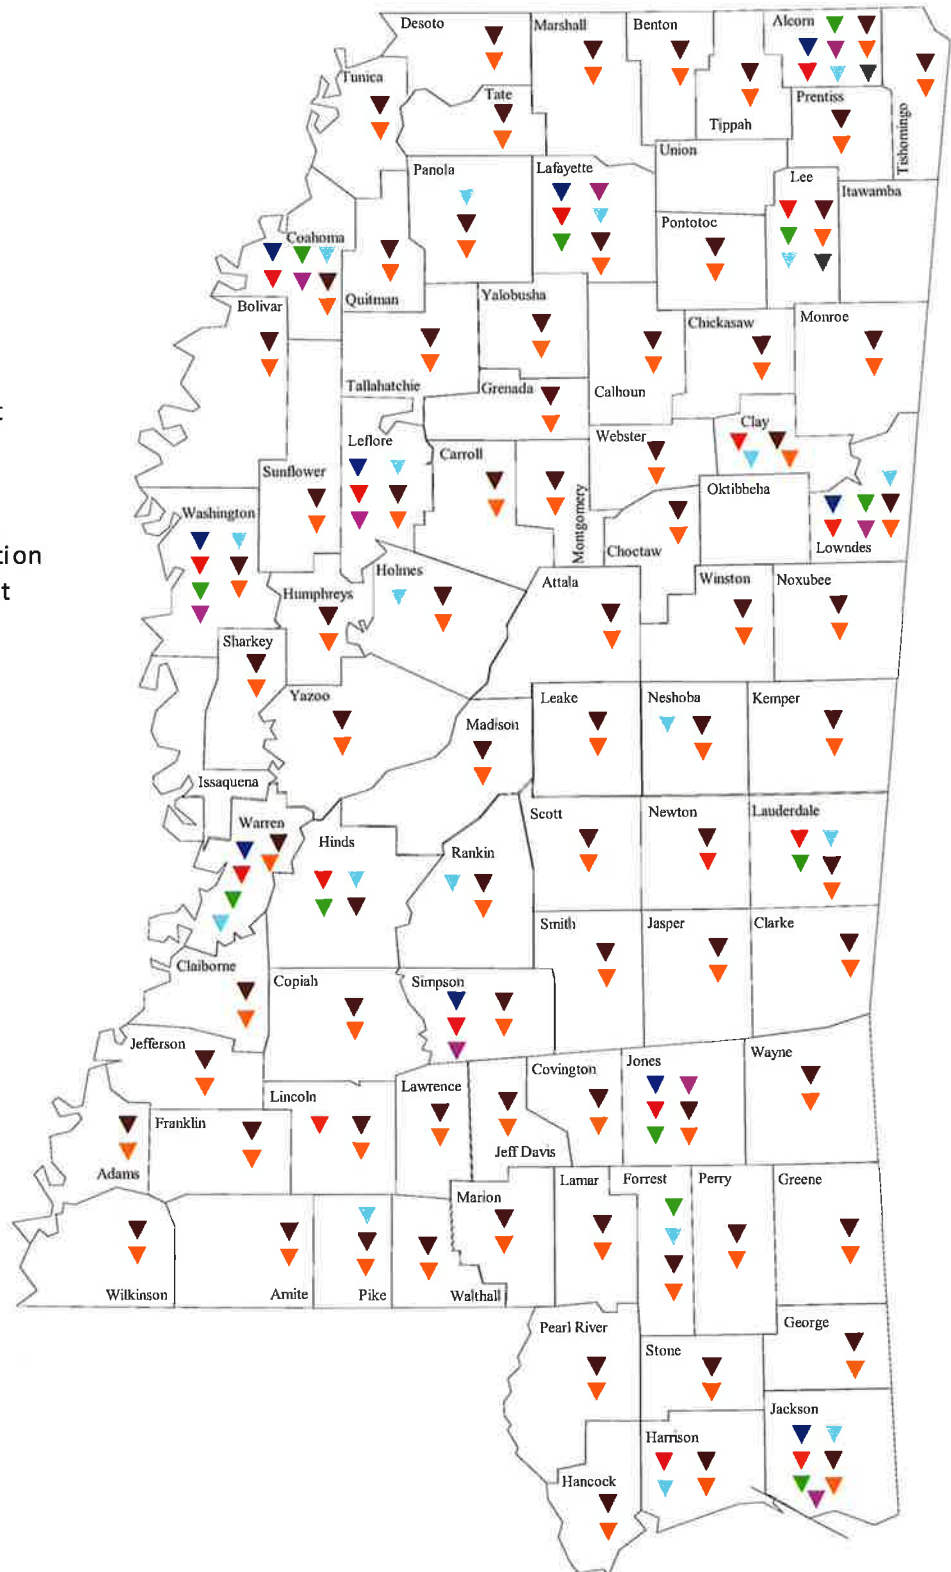 Desoto
Marshall
Benton
Alcorn
Tunica
Tate
Tippah
Prentiss
Tishomingo
Union
Panola
Lafayette
Lee
Itawamba
Pontotoc
Coahoma
Quitman
Bolivar
Yalobusha
Chickasaw
Monroe
Tallahatchie
Grenada
Calhoun
t
Clay
Leflore
Carroll
Webster
Sunflower
Montgomery
Oktibbeha
Washington
Choctaw
Lowndes
tion
t
Humphreys
Holmes
Attala
Winston
Noxubee
Sharkey
Yazoo
Madison
Leake
Neshoba
Kemper
Issaquena
Warren
Hinds
Rankin
Scott
Newton
Lauderdale
Smith
Jasper
Clarke
Claiborne
Copiah
Simpson
Jefferson
Covington
Jones
Wayne
Lincoln
Lawrence
Franklin
Jeff Davis
Adams
Marion
Lamar
Forrest
Perry
Greene
Wilkinson
Amite
Pike
Walthall
Pearl River
Stone
George
Jackson
Harrison
Hancock